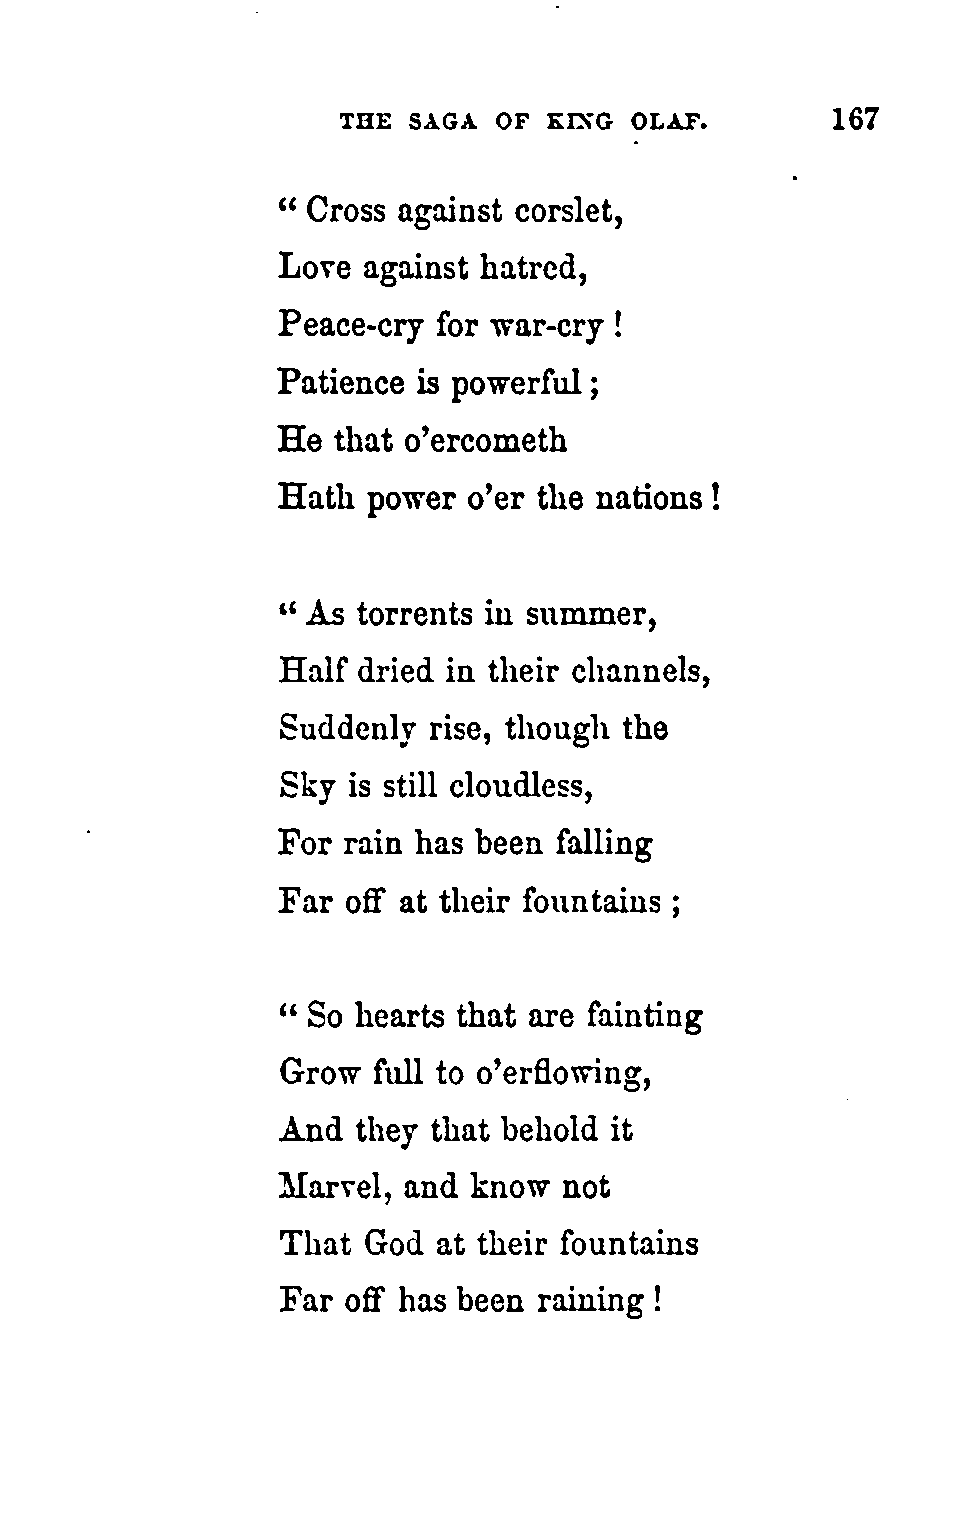 THE SAGA OF KING OLAF. 167
“ Cross against corslet,
Love against hatred,
Peace-cry for war-cry !
Patience is powerful ;
He that o’ercometh
Hath power o’er the nations !
“ As torrents in summer,
Half dried in their channels,
Suddenly rise, though the
Sky is still cloudless,
For rain has been falling
Far off at their fountains ;
“ So hearts that are fainting
Grow full to o’erflowing,
And they that behold it
Marvel, and know not
That God at their fountains
Far off has been raining !